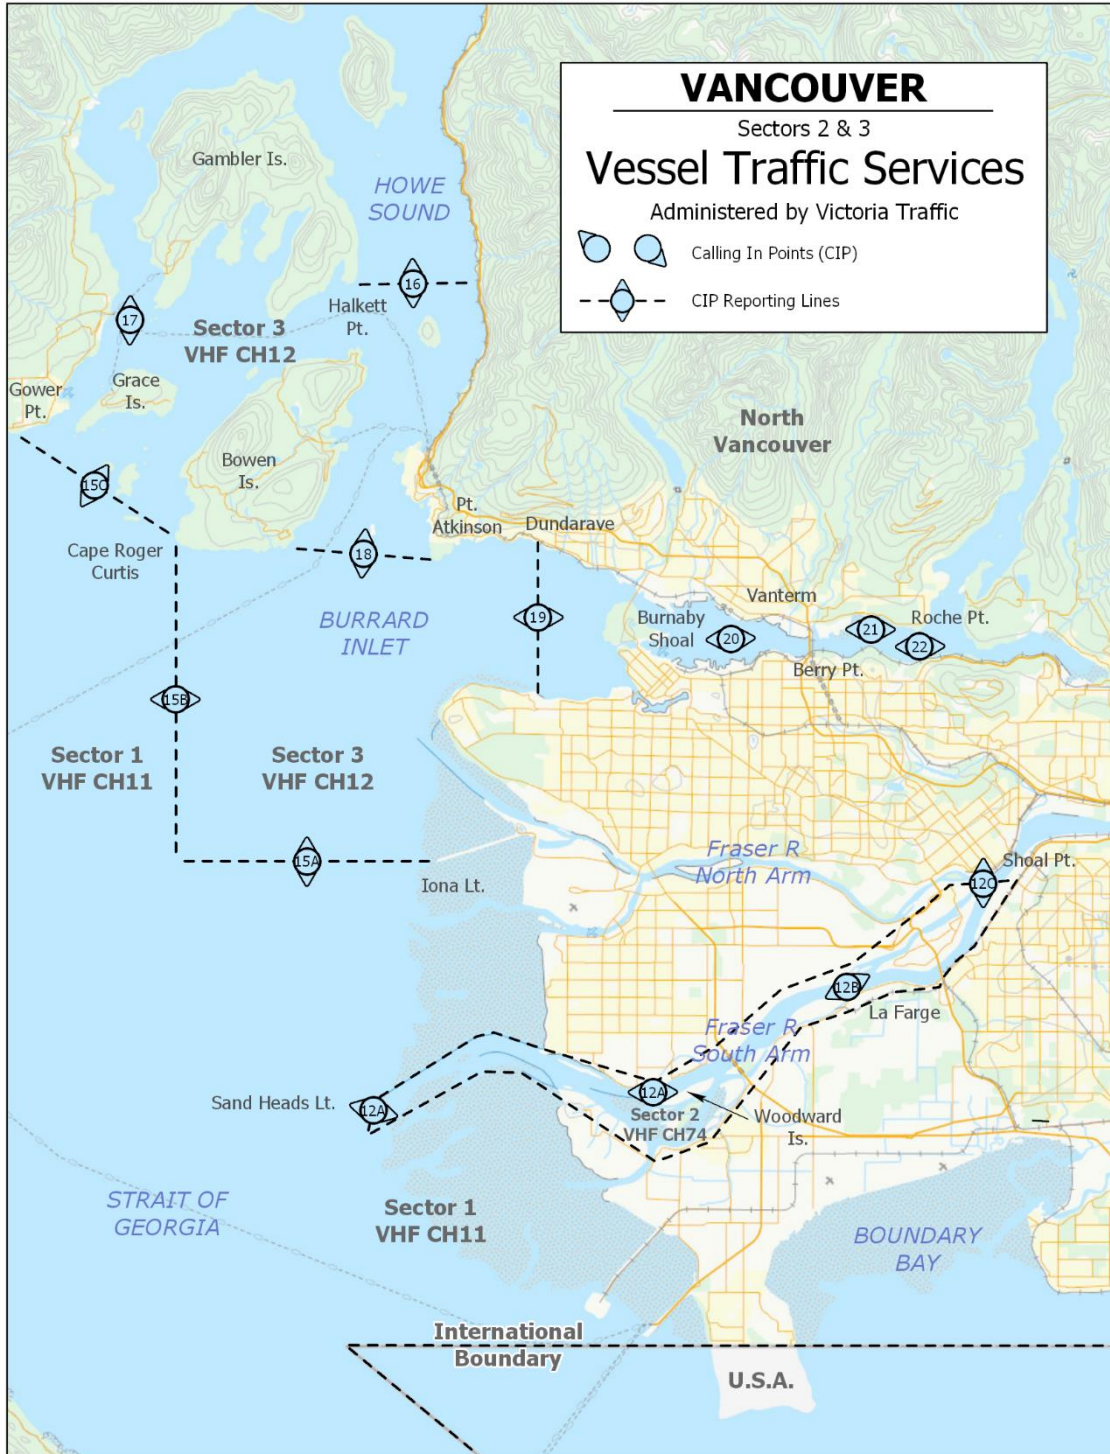 VANCOUVER
Sectors 2 & 3
Vessel Traffic Services
Administered by Victoria Traffic
Calling In Points (CIP)
CIP Reporting Lines
Gambler Is.
HOWE
SOUND
16
Halkett
Pt.
17
Sector 3
VHF CH12
Grace
Is.
Gower
Pt.
North
Vancouver
Bowen
Is.
15C
Pt.
Atkinson
Dundarave
Cape Roger
Curtis
18
Vanterm
BURRARD
INLET
19
Burnaby
Shoal
20
21
Roche Pt.
22
Berry Pt.
15B
Sector 1
VHF CH11
Sector 3
VHF CH12
15A
Iona Lt.
Fraser R
North Arm
Shoal Pt.
12C
12B
La Farge
Fraser R
South Arm
Sand Heads Lt.
12A
12A
Sector 2
VHF CH74
Woodward
Is.
STRAIT OF
GEORGIA
Sector 1
VHF CH11
BOUNDARY
BAY
International
Boundary
U.S.A.